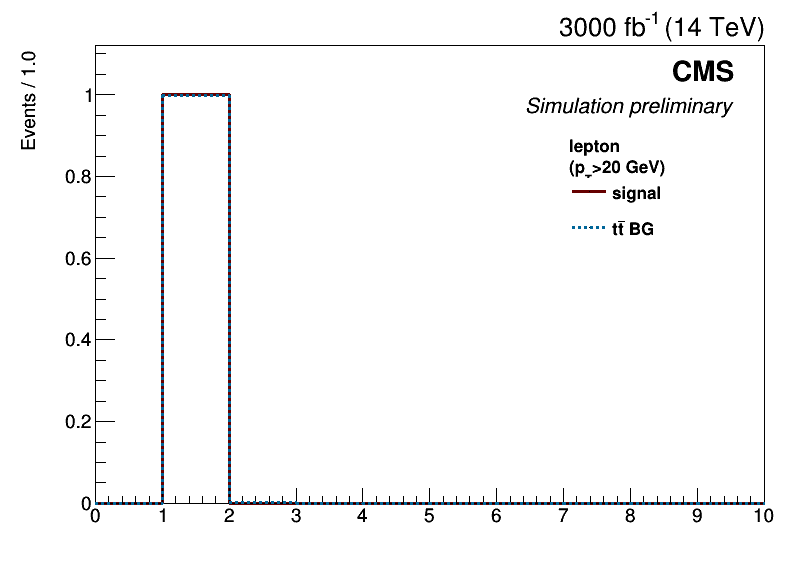 3000 fb⁻¹ (14 TeV)
Events / 1.0
CMS
Simulation preliminary
lepton
(p >20 GeV)
signal
tt̄ BG
1
0.8
0.6
0.4
0.2
0
0 1 2 3 4 5 6 7 8 9 10